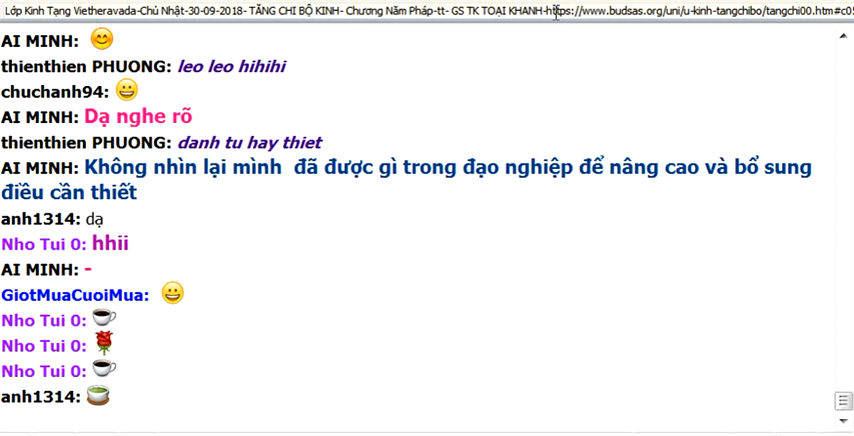 Lớp Kinh Tạng Vietheravada-Chủ Nhật-30-09-2018- TĂNG CHI BỘ KINH- Chương Năm Pháp-tt- GS TK TOẠI KHANH-https://www.budsas.org/uni/u-kinh-tangchibo/tangchi00.htm#c05
AI MINH: 😊
thienthien PHUONG: leo leo hihihi
chuchanh94: 😀
AI MINH: Dạ nghe rõ
thienthien PHUONG: danh tu hay thiet
AI MINH: Không nhìn lại mình đã được gì trong đạo nghiệp để nâng cao và bổ sung
điều cần thiết
anh1314: dạ
Nho Tui 0: hhii
AI MINH: -
GiotMuaCuoiMua: 😀
Nho Tui 0: ☕
Nho Tui 0: 🌹
Nho Tui 0: ☕
anh1314: 🍵